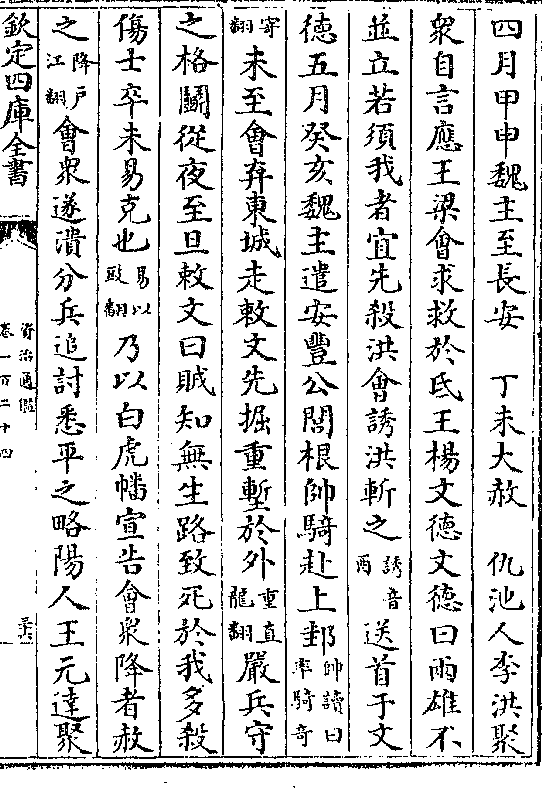 四月甲申魏主至長安　丁未大赦　仇池人李洪聚
衆自言應王梁會求救於氐王楊文德文德曰兩雄不
並立若須我者宜先殺洪會誘洪斬之誘音酉送首于文
德五月癸亥魏主遣安豐公閭根帥騎赴上邽帥讀曰率騎奇
寄翻未至會弃東城走敕文先掘重塹於外重直龍翻嚴兵守
之格鬬從夜至旦敕文曰賊知無生路致死於我多殺
傷士卒未易克也易以豉翻乃以白虎幡宣告會衆降者赦
之降戶江翻會衆遂潰分兵追討悉平之略陽人王元達聚
欽定四庫全書
資治通鑑
卷一百二十四